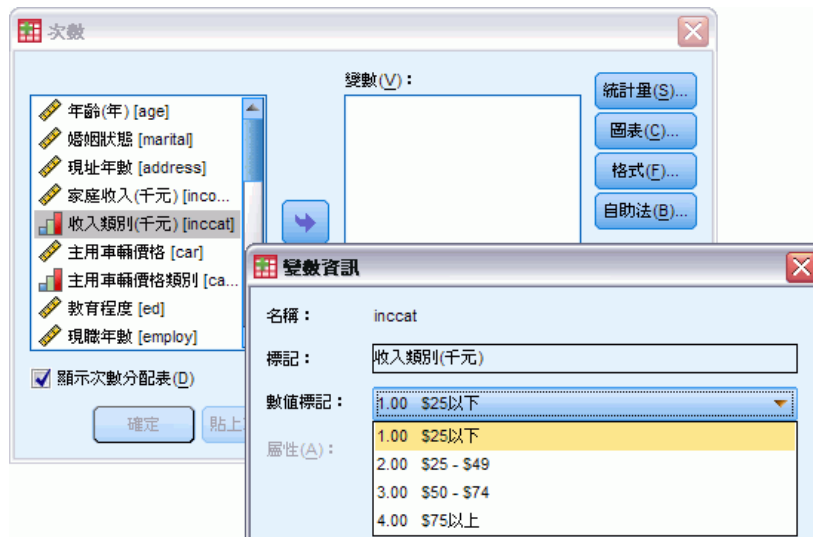 次數
變數(V)：
年齡(年) [age]
婚姻狀態 [marital]
現址年數 [address]
家庭收入(千元) [inco...
收入類別(千元) [inccat]
主用車輛價格 [car]
主用車輛價格類別 [ca...
教育程度 [ed]
現職年數 [employ]
統計量(S)...
圖表(C)...
格式(F)...
自助法(B)...
顯示次數分配表(D)
確定
貼上
變數資訊
名稱：
inccat
標記：
收入類別(千元)
數值標記：
1.00 $25以下
屬性(A)：
1.00 $25以下
2.00 $25 - $49
3.00 $50 - $74
4.00 $75以上